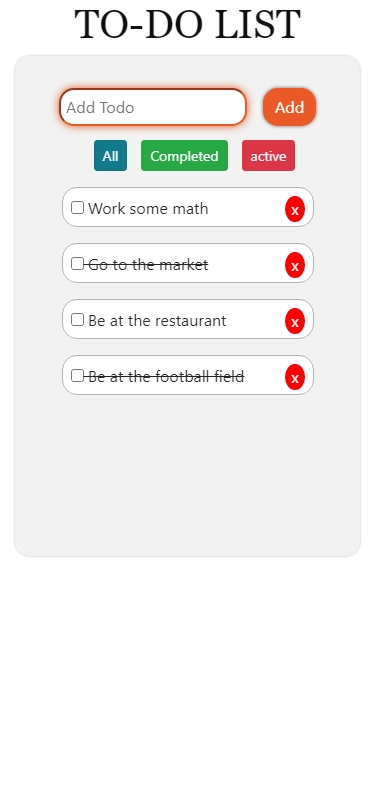 TO-DO LIST
Add Todo Add
All Completed active
Work some math x
Go to the market x
Be at the restaurant x
Be at the football field x